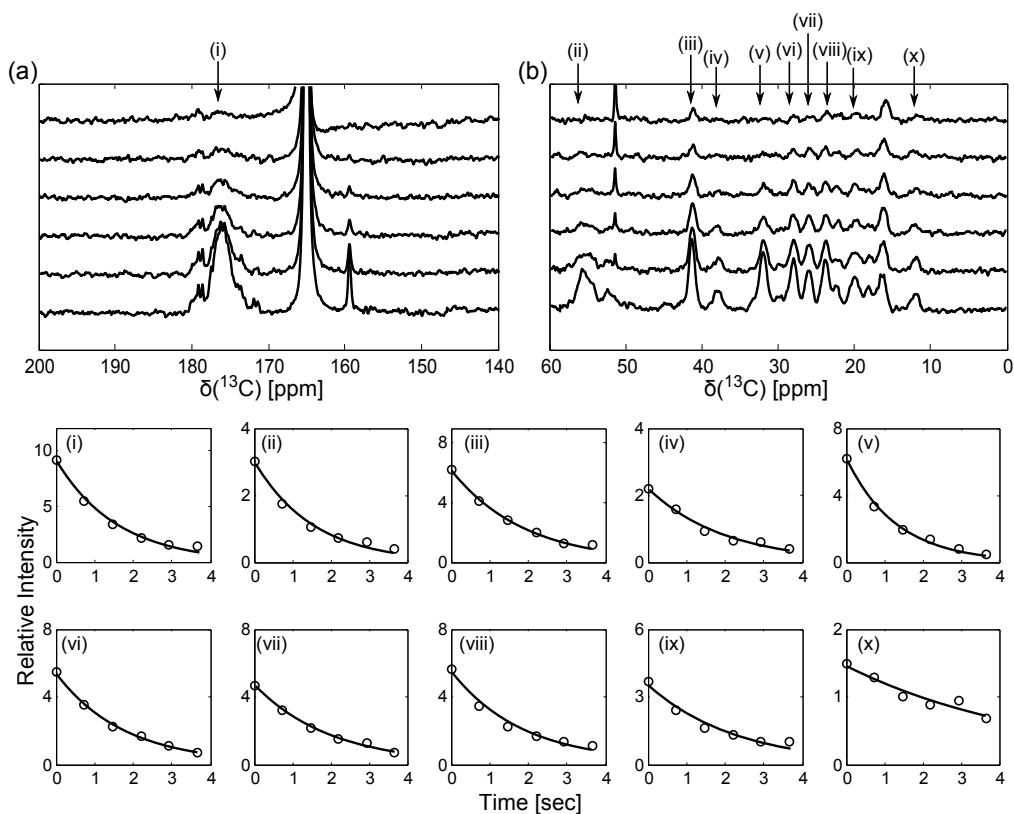 (a)
(i)
200
190
180
170
160
150
140
δ(¹³C) [ppm]
(b)
(ii)
(iii)
(iv)
(v)
(vi)
(vii)
(viii)
(ix)
(x)
60
50
40
30
20
10
0
δ(¹³C) [ppm]
Relative Intensity
(i)
10
5
0
0 1 2 3 4
(ii)
4
2
0
0 1 2 3 4
(iii)
8
4
0
0 1 2 3 4
(iv)
4
2
0
0 1 2 3 4
(v)
8
4
0
0 1 2 3 4
(vi)
8
4
0
0 1 2 3 4
(vii)
8
4
0
0 1 2 3 4
(viii)
8
4
0
0 1 2 3 4
(ix)
6
3
0
0 1 2 3 4
(x)
2
1
0
0 1 2 3 4
Time [sec]